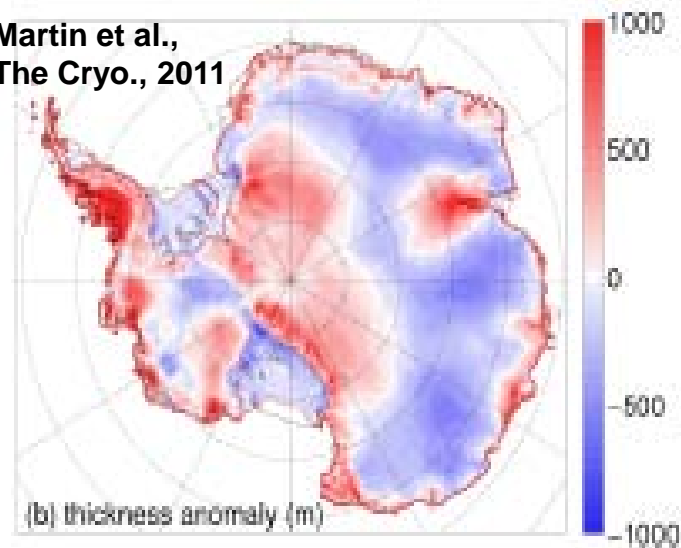 Martin et al.,
The Cryo., 2011
1000
500
0
-500
-1000
(b) thickness anomaly (m)